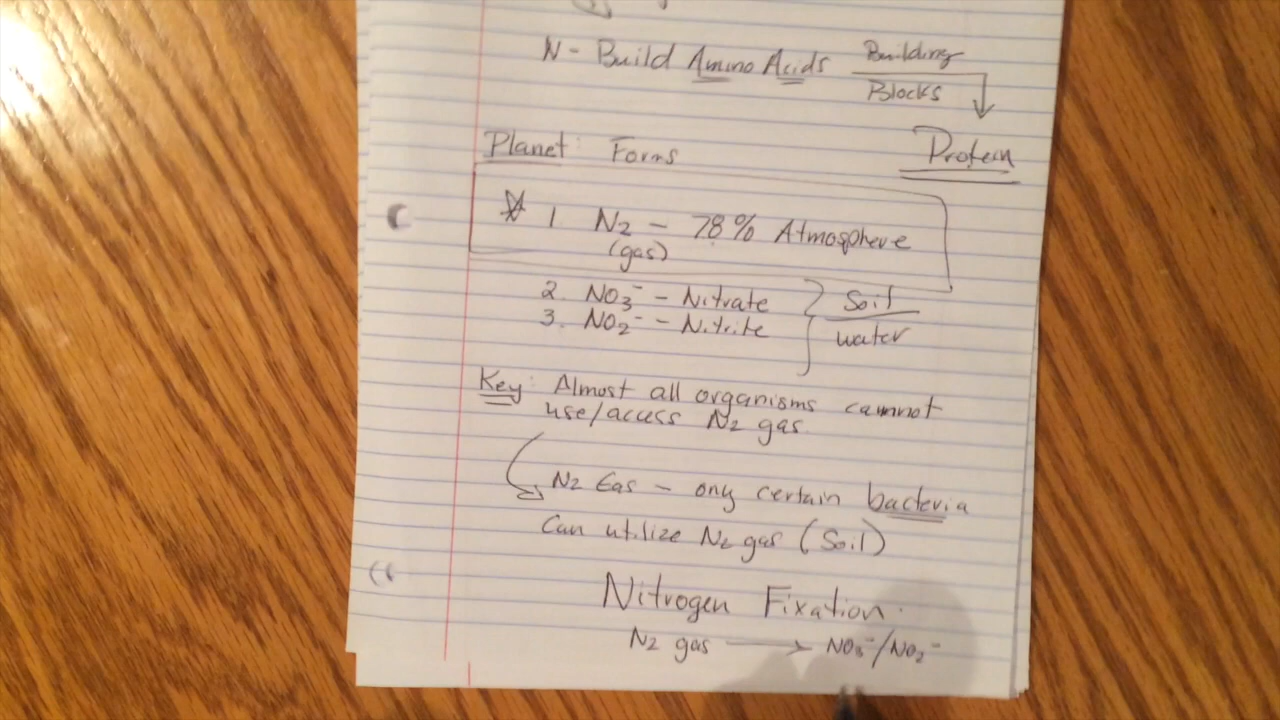 N - Build Amino Acids Building
Blocks
Protein
Planet: Forms
☆ 1 N₂ - 78% Atmosphere
(gas)
2. NO₃⁻ - Nitrate } Soil
3. NO₂⁻ - Nitrite water
Key: Almost all organisms cannot
use/access N₂ gas.
N₂ Gas - ony certain bacteria
Can utilize N₂ gas (Soil)
Nitrogen Fixation.
N₂ gas → NO₃⁻/NO₂⁻